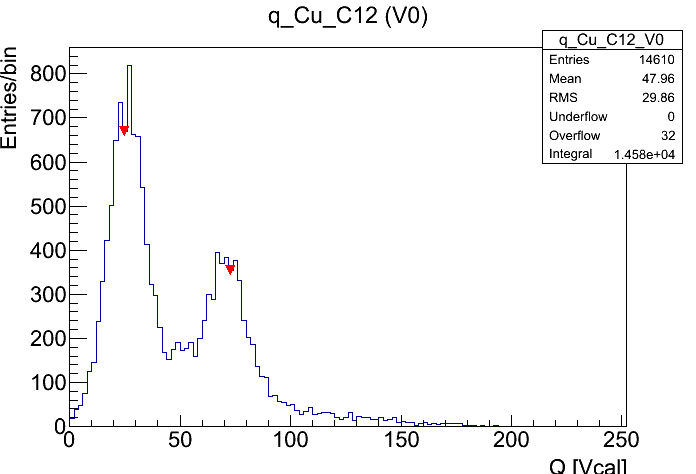 q_Cu_C12 (V0)
q_Cu_C12_V0
Entries 14610
Mean 47.96
RMS 29.86
Underflow 0
Overflow 32
Integral 1.458e+04
Entries/bin
800
700
600
500
400
300
200
100
0
0 50 100 150 200 250
Q [Vcal]